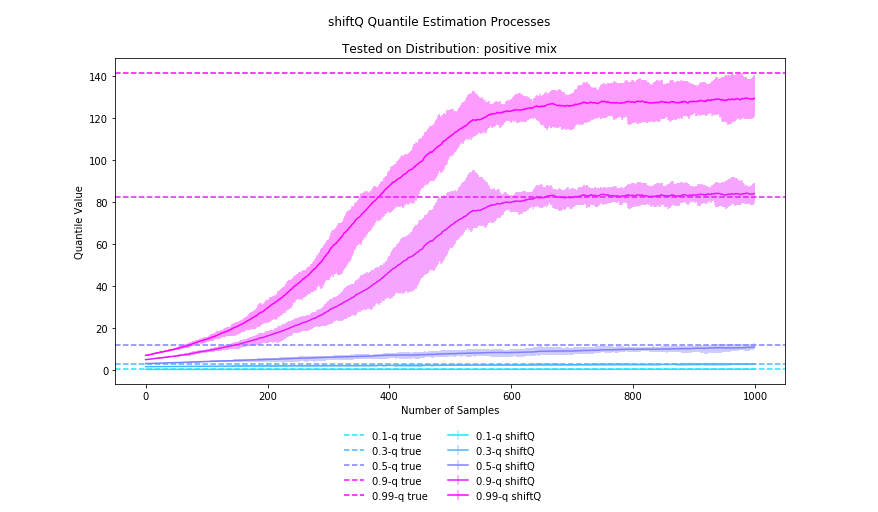 shiftQ Quantile Estimation Processes
Tested on Distribution: positive mix
140
120
100
80
60
40
20
0
Quantile Value
0 200 400 600 800 1000
Number of Samples
0.1-q true 0.1-q shiftQ
0.3-q true 0.3-q shiftQ
0.5-q true 0.5-q shiftQ
0.9-q true 0.9-q shiftQ
0.99-q true 0.99-q shiftQ